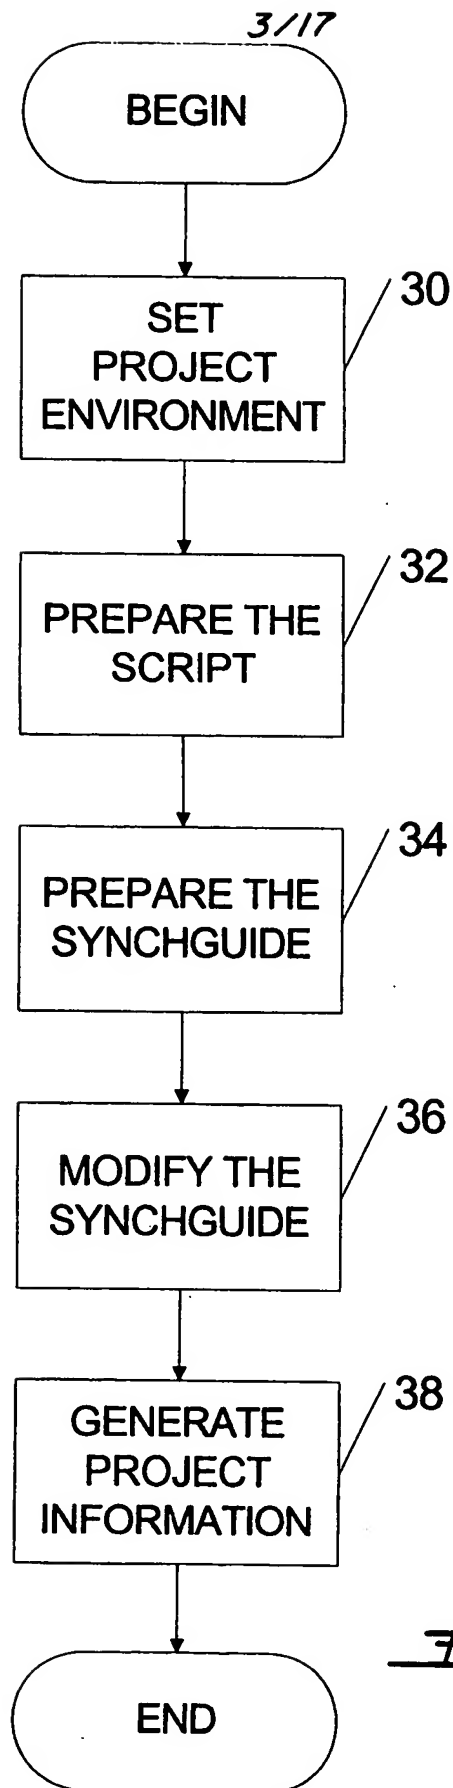 3/17
BEGIN
30
SET
PROJECT
ENVIRONMENT
32
PREPARE THE
SCRIPT
34
PREPARE THE
SYNCHGUIDE
36
MODIFY THE
SYNCHGUIDE
38
GENERATE
PROJECT
INFORMATION
END